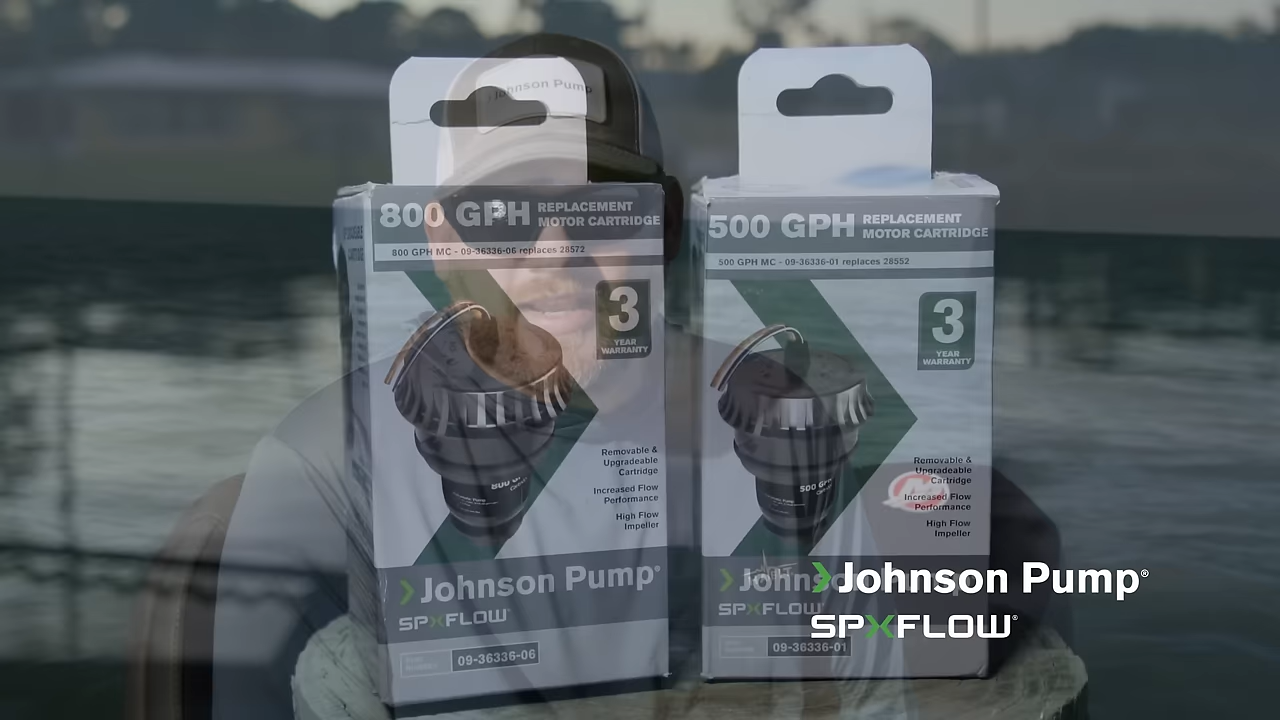 Johnson Pump
800 GPH REPLACEMENT
MOTOR CARTRIDGE
800 GPH MC - 09-36336-06 replaces 28572
3
YEAR
WARRANTY
Removable &
Upgradeable
Cartridge
Increased Flow
Performance
High Flow
Impeller
Johnson Pump®
SPXFLOW®
09-36336-06
500 GPH REPLACEMENT
MOTOR CARTRIDGE
500 GPH MC - 09-36336-01 replaces 28552
3
YEAR
WARRANTY
500 GPH
Removable &
Upgradeable
Cartridge
Increased Flow
Performance
High Flow
Impeller
SPXFLOW
09-36336-01
Johnson Pump®
SPXFLOW®